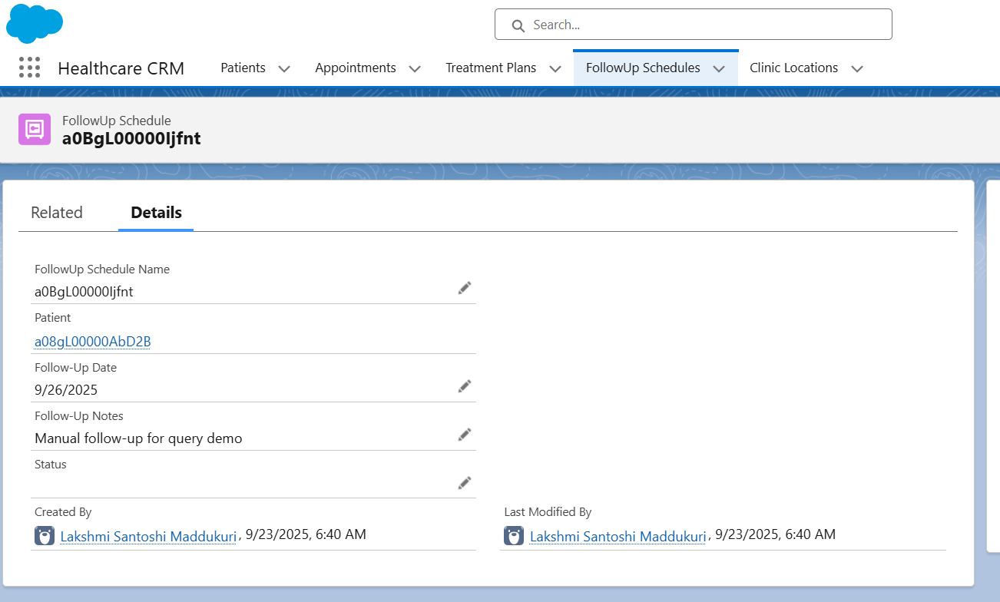 Search...
Healthcare CRM Patients Appointments Treatment Plans FollowUp Schedules Clinic Locations
FollowUp Schedule
a0BgL00000Ijfnt
Related Details
FollowUp Schedule Name
a0BgL00000Ijfnt
Patient
a08gL00000AbD2B
Follow-Up Date
9/26/2025
Follow-Up Notes
Manual follow-up for query demo
Status
Created By Last Modified By
Lakshmi Santoshi Maddukuri, 9/23/2025, 6:40 AM Lakshmi Santoshi Maddukuri, 9/23/2025, 6:40 AM